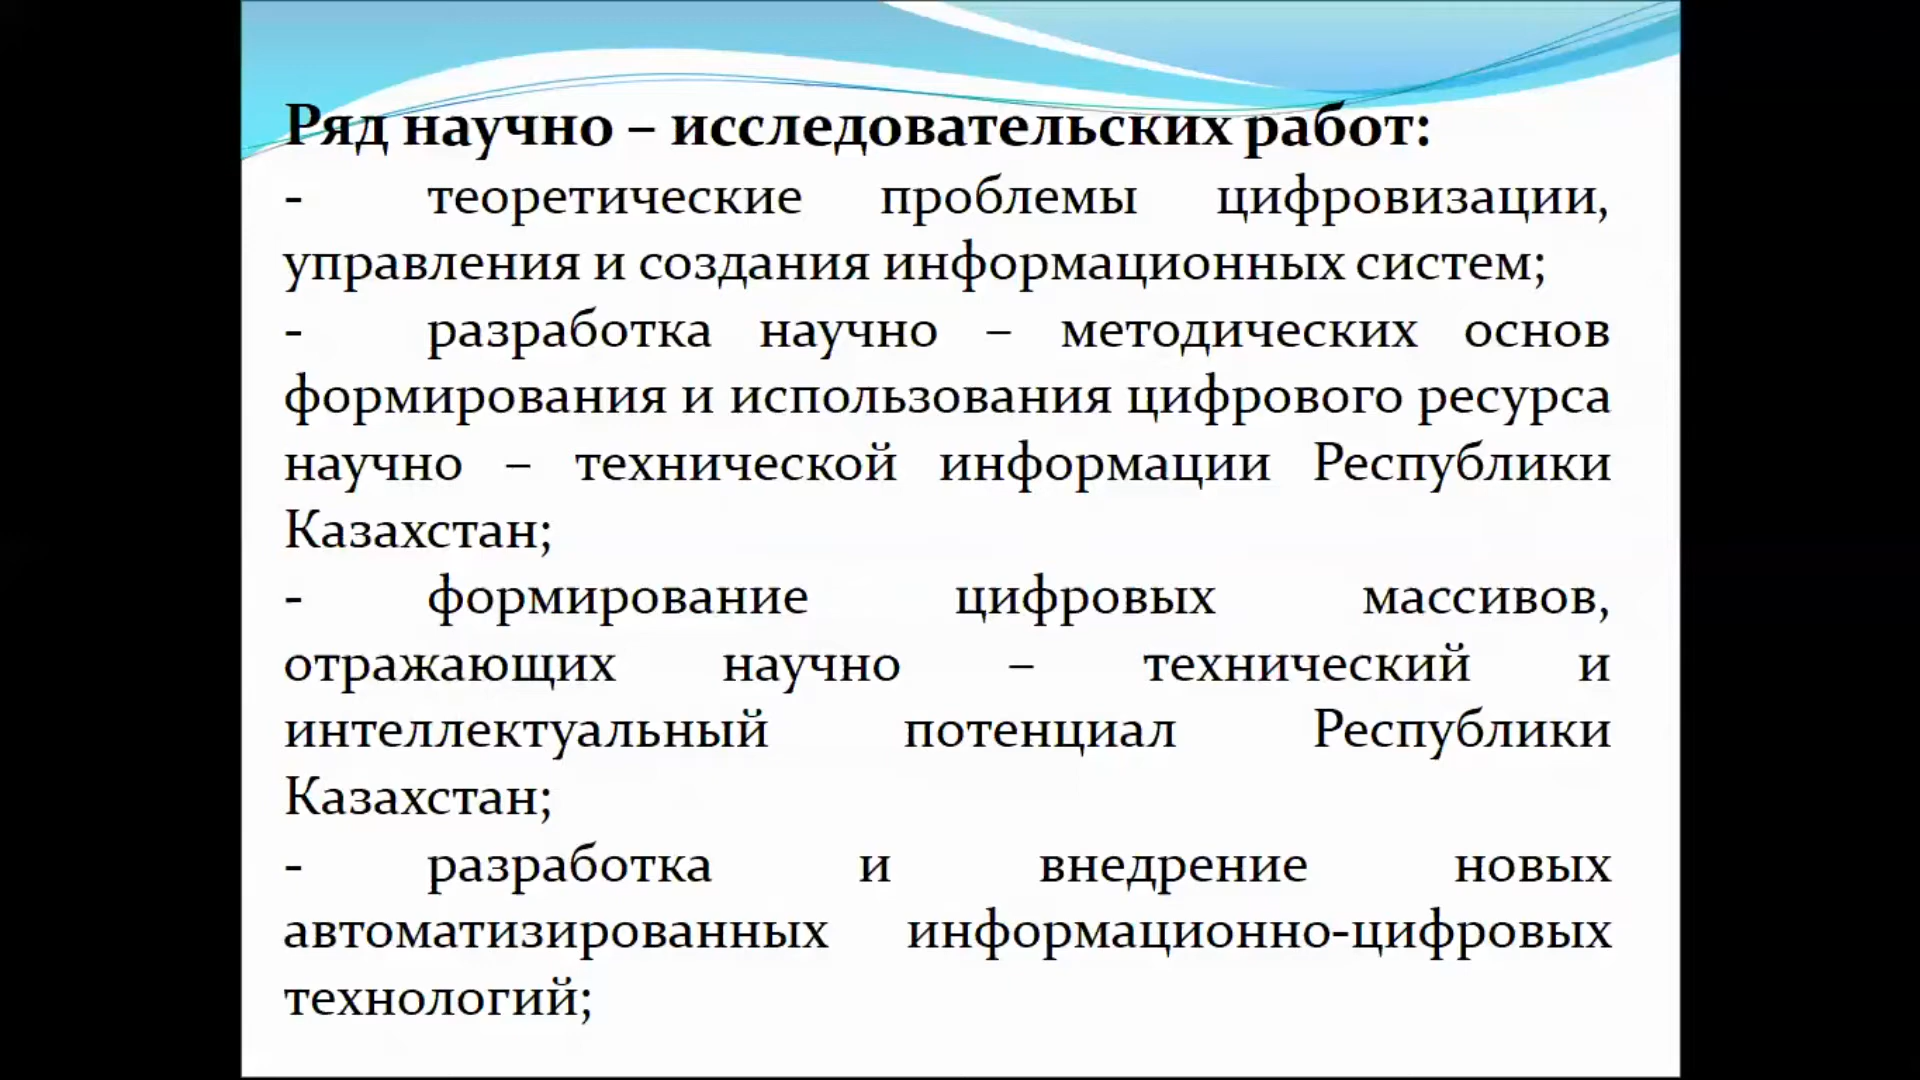 Ряд научно – исследовательских работ:
- теоретические проблемы цифровизации,
управления и создания информационных систем;
- разработка научно – методических основ
формирования и использования цифрового ресурса
научно – технической информации Республики
Казахстан;
- формирование цифровых массивов,
отражающих научно – технический и
интеллектуальный потенциал Республики
Казахстан;
- разработка и внедрение новых
автоматизированных информационно-цифровых
технологий;